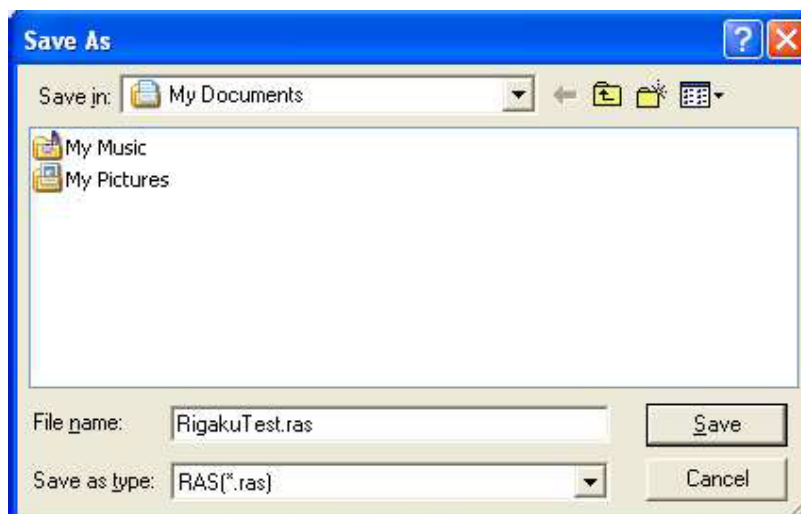 Save As
Save in: My Documents
My Music
My Pictures
File name: RigakuTest.ras Save
Save as type: RAS(*.ras) Cancel